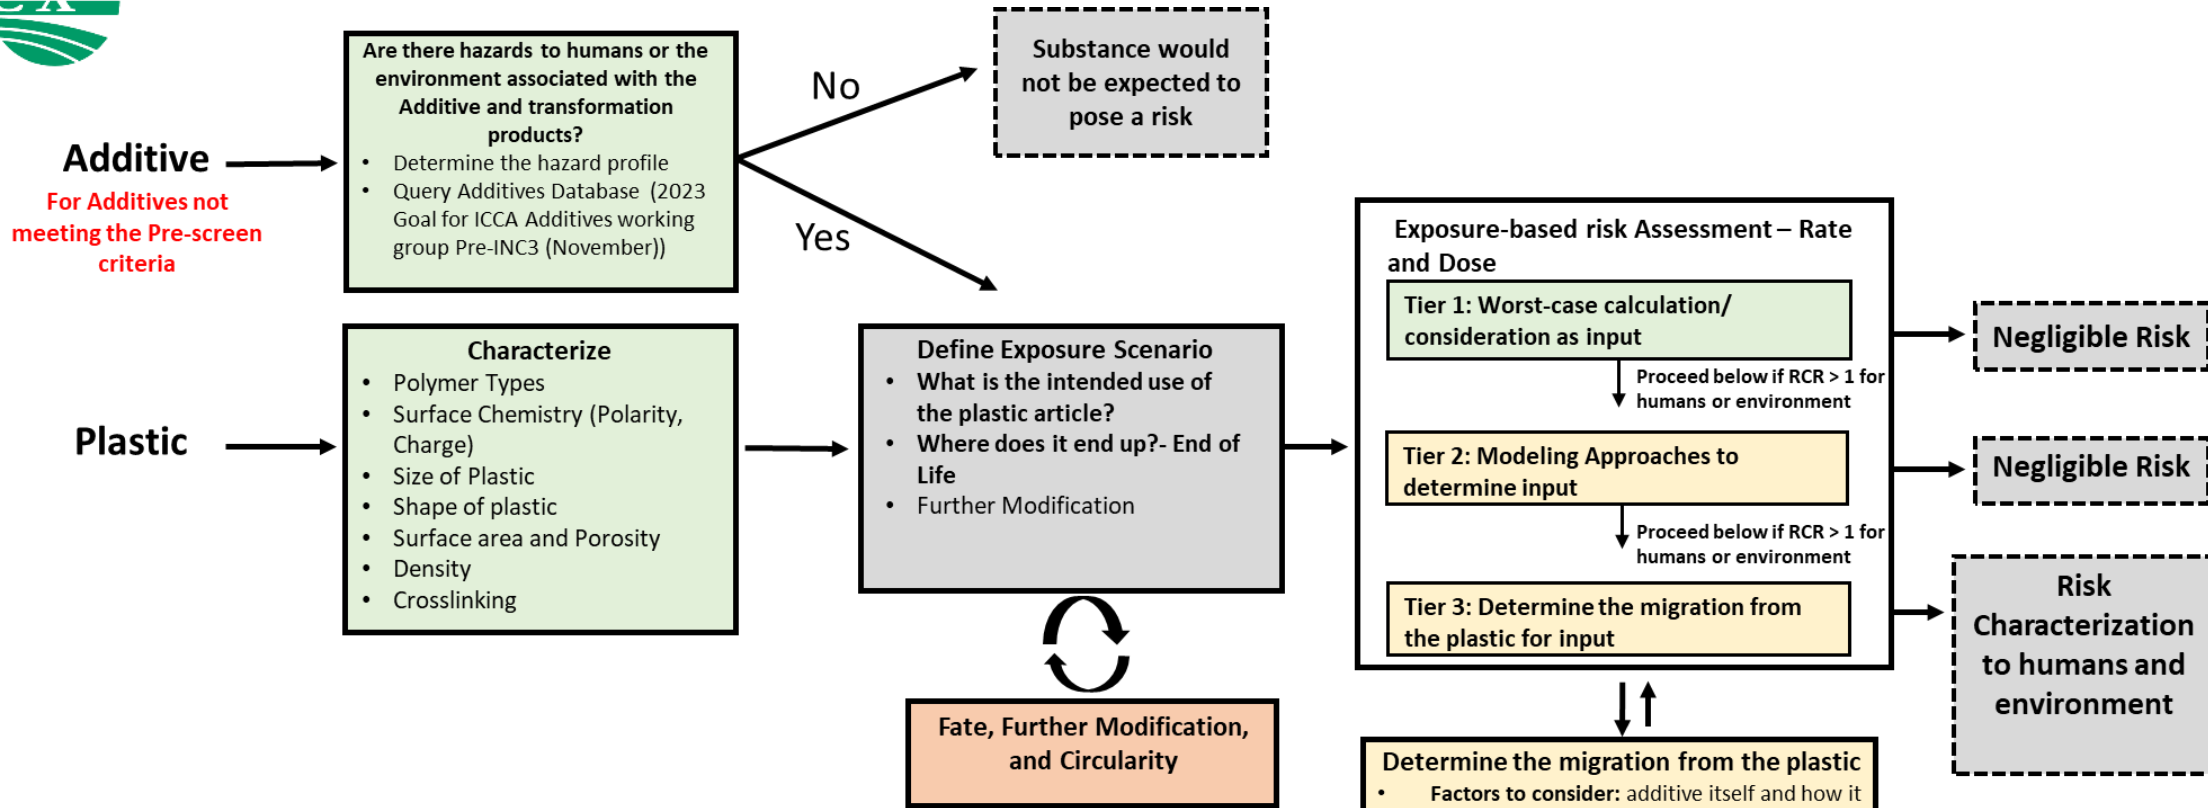 Are there hazards to humans or the
environment associated with the
Additive and transformation
products?
• Determine the hazard profile
• Query Additives Database (2023
Goal for ICCA Additives working
group Pre-INC3 (November))
Additive
For Additives not
meeting the Pre-screen
criteria
No
Yes
Substance would
not be expected to
pose a risk
Plastic
Characterize
• Polymer Types
• Surface Chemistry (Polarity,
Charge)
• Size of Plastic
• Shape of plastic
• Surface area and Porosity
• Density
• Crosslinking
Define Exposure Scenario
• What is the intended use of
the plastic article?
• Where does it end up?- End of
Life
• Further Modification
Fate, Further Modification,
and Circularity
Exposure-based risk Assessment – Rate
and Dose
Tier 1: Worst-case calculation/
consideration as input
Proceed below if RCR > 1 for
humans or environment
Tier 2: Modeling Approaches to
determine input
Proceed below if RCR > 1 for
humans or environment
Tier 3: Determine the migration from
the plastic for input
Negligible Risk
Negligible Risk
Risk
Characterization
to humans and
environment
Determine the migration from the plastic
• Factors to consider: additive itself and how it